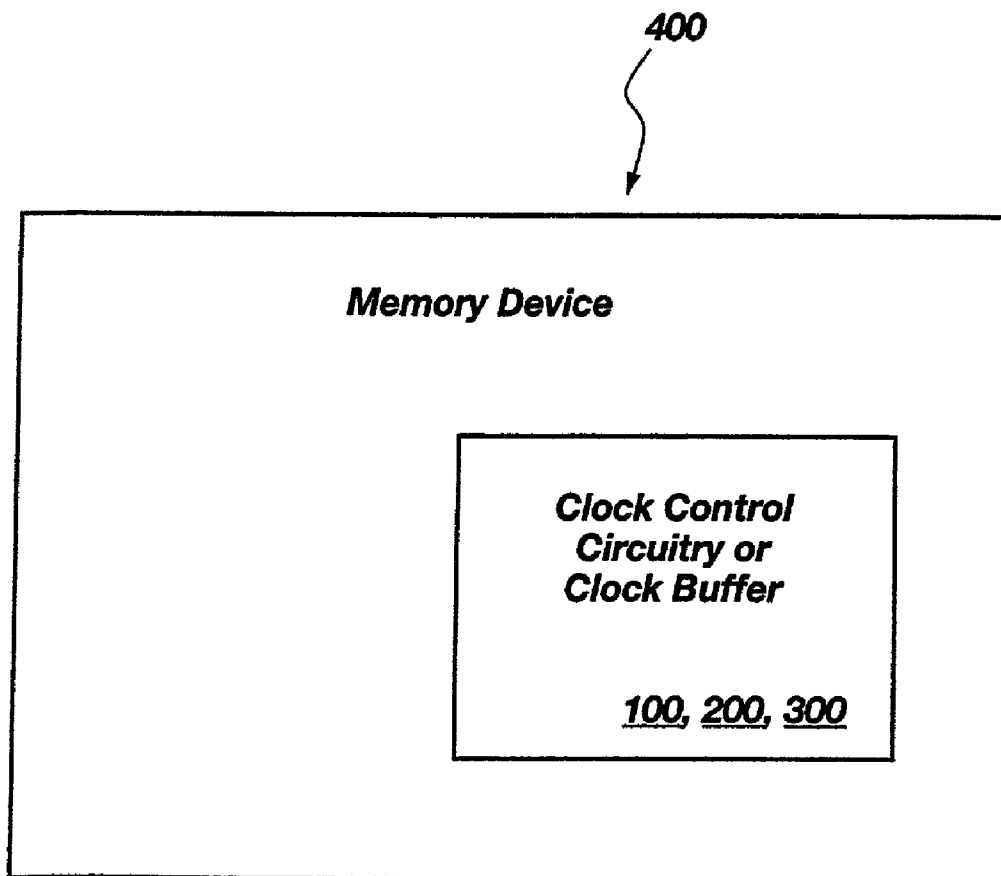 400
Memory Device
Clock Control
Circuitry or
Clock Buffer
100, 200, 300